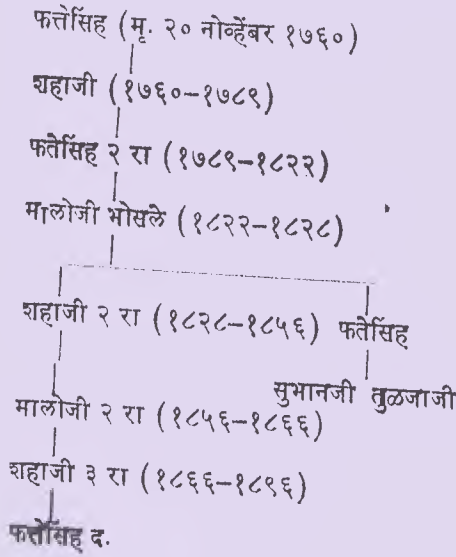 फत्तेसिंह (मृ. २० नोव्हेंबर १७६०)
शहाजी (१७६०-१७८९)
फतेसिंह २ रा (१७८९-१८२२)
मालोजी भोसले (१८२२-१८२८)
शहाजी २ रा (१८२८-१८५६) फतेसिंह
सुभानजी तुळजाजी
मालोजी २ रा (१८५६-१८६६)
शहाजी ३ रा (१८६६-१८९६)
फत्तेसिंह द.